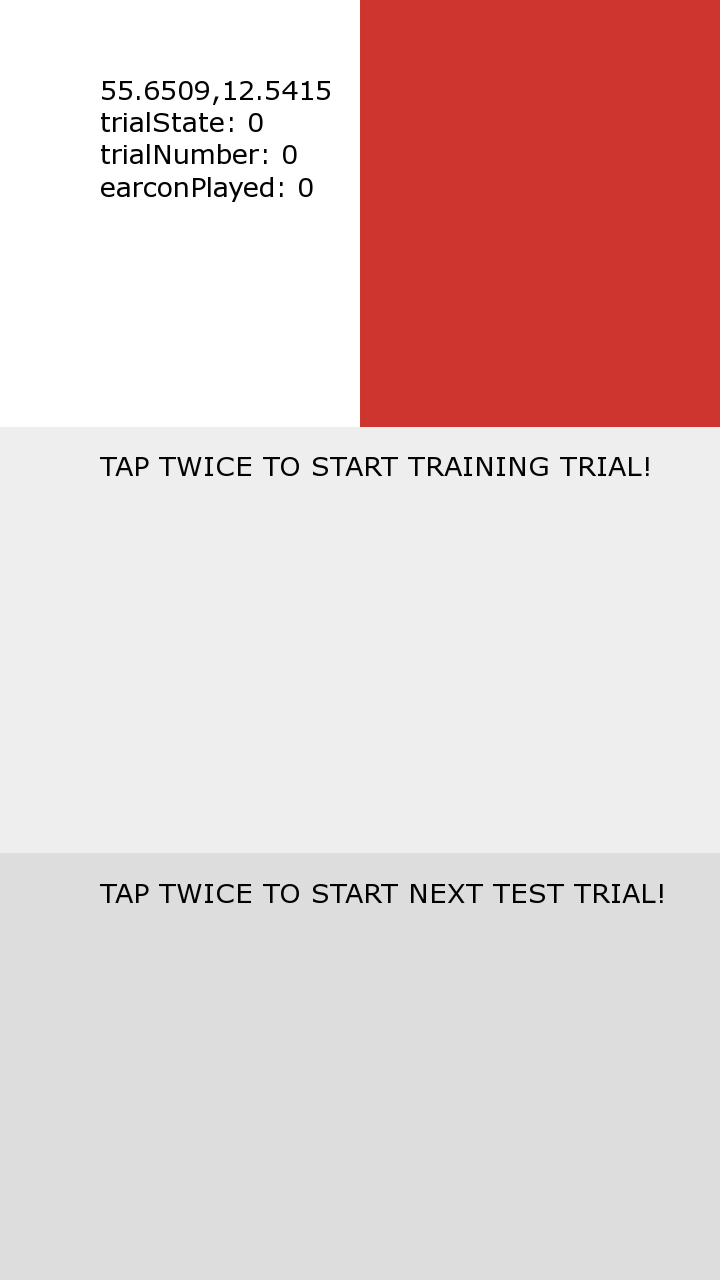 55.6509,12.5415
trialState: 0
trialNumber: 0
earconPlayed: 0
TAP TWICE TO START TRAINING TRIAL!
TAP TWICE TO START NEXT TEST TRIAL!